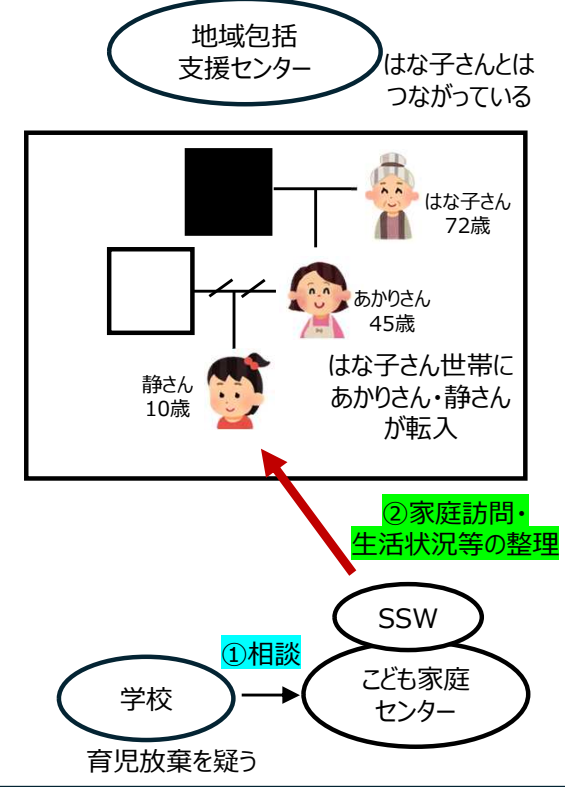 地域包括
支援センター
はな子さんとは
つながっている
はな子さん
72歳
あかりさん
45歳
静さん
10歳
はな子さん世帯に
あかりさん・静さん
が転入
②家庭訪問・
生活状況等の整理
SSW
①相談
こども家庭
センター
学校
育児放棄を疑う